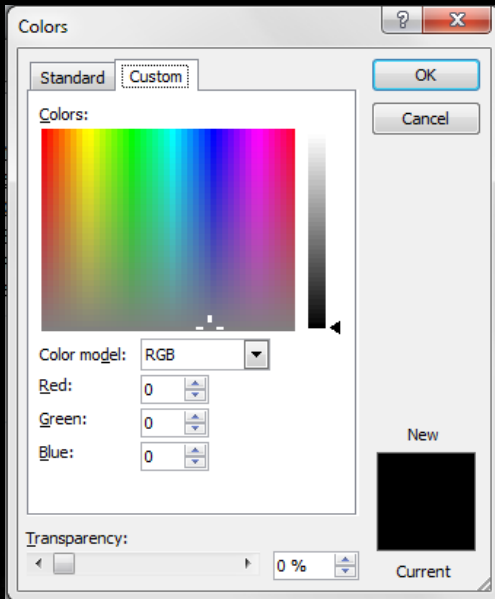 Colors
Standard
Custom
OK
Cancel
Colors:
Color model: RGB
Red: 0
Green: 0
Blue: 0
New
Current
Transparency:
0 %